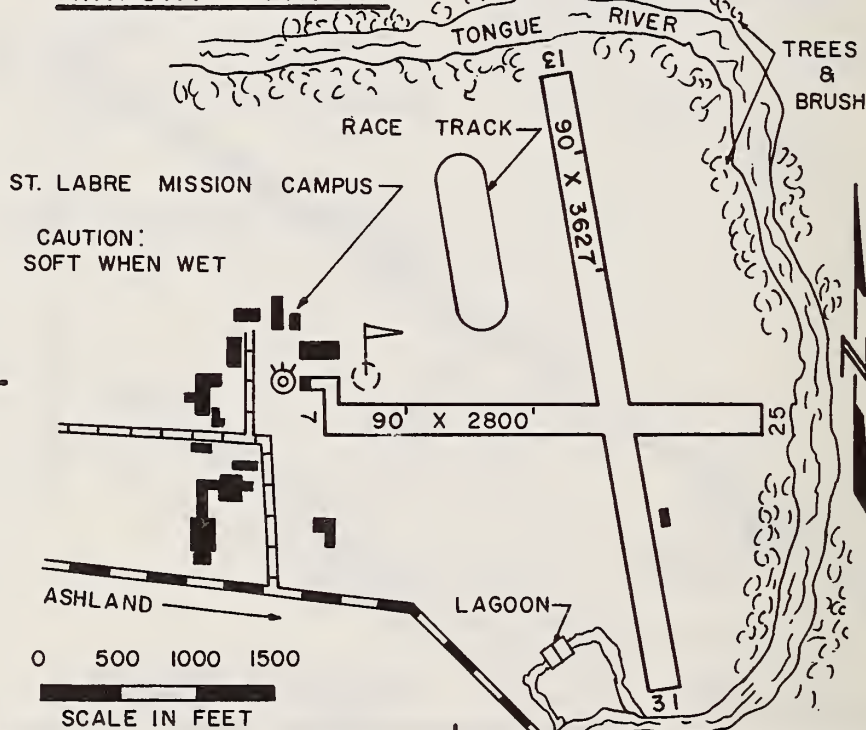 TONGUE ~ RIVER
TREES
&
BRUSH
13
RACE TRACK
90' X 3627'
ST. LABRE MISSION CAMPUS
CAUTION:
SOFT WHEN WET
7
90' X 2800'
25
ASHLAND
LAGOON
31
0 500 1000 1500
SCALE IN FEET